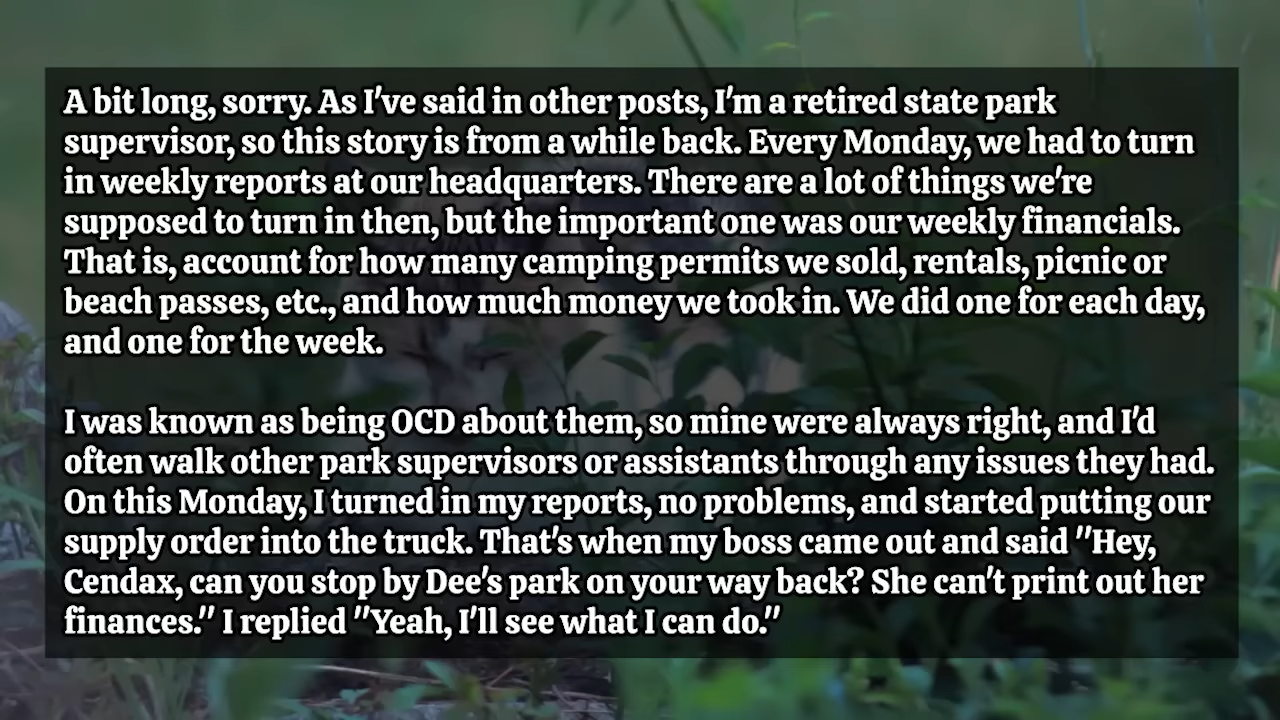 A bit long, sorry. As I've said in other posts, I'm a retired state park
supervisor, so this story is from a while back. Every Monday, we had to turn
in weekly reports at our headquarters. There are a lot of things we're
supposed to turn in then, but the important one was our weekly financials.
That is, account for how many camping permits we sold, rentals, picnic or
beach passes, etc., and how much money we took in. We did one for each day,
and one for the week.
I was known as being OCD about them, so mine were always right, and I'd
often walk other park supervisors or assistants through any issues they had.
On this Monday, I turned in my reports, no problems, and started putting our
supply order into the truck. That's when my boss came out and said "Hey,
Cendax, can you stop by Dee's park on your way back? She can't print out her
finances." I replied "Yeah, I'll see what I can do."